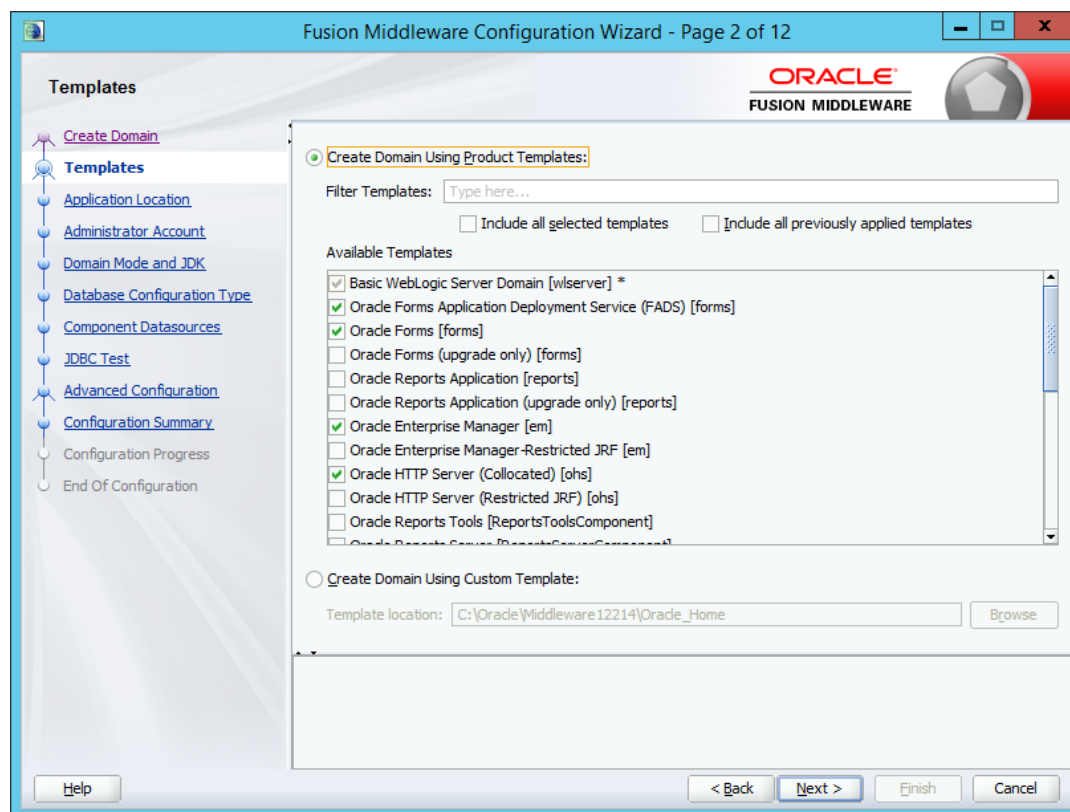 Fusion Middleware Configuration Wizard - Page 2 of 12
Templates
ORACLE
FUSION MIDDLEWARE
Create Domain
Templates
Application Location
Administrator Account
Domain Mode and JDK
Database Configuration Type
Component Datasources
JDBC Test
Advanced Configuration
Configuration Summary
Configuration Progress
End Of Configuration
Create Domain Using Product Templates:
Filter Templates: Type here...
Include all selected templates Include all previously applied templates
Available Templates
Basic WebLogic Server Domain [wlserver] *
Oracle Forms Application Deployment Service (FADS) [forms]
Oracle Forms [forms]
Oracle Forms (upgrade only) [forms]
Oracle Reports Application [reports]
Oracle Reports Application (upgrade only) [reports]
Oracle Enterprise Manager [em]
Oracle Enterprise Manager-Restricted JRF [em]
Oracle HTTP Server (Collocated) [ohs]
Oracle HTTP Server (Restricted JRF) [ohs]
Oracle Reports Tools [ReportsToolsComponent]
Oracle Reports Server [ReportsServerComponent]
Create Domain Using Custom Template:
Template location: C:\Oracle\Middleware12214\Oracle_Home Browse
Help < Back Next > Finish Cancel